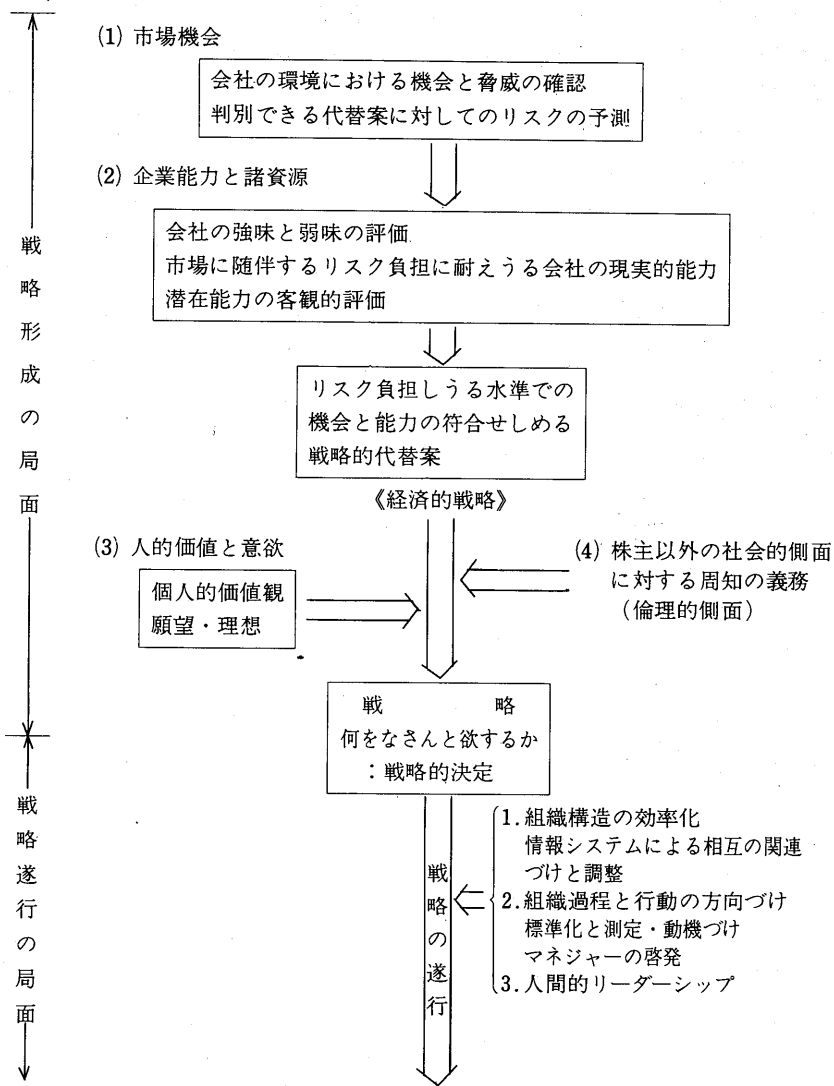 (1) 市場機会
会社の環境における機会と脅威の確認
判別できる代替案に対してのリスクの予測
(2) 企業能力と諸資源
会社の強味と弱味の評価
市場に随伴するリスク負担に耐えうる会社の現実的能力
潜在能力の客観的評価
リスク負担しうる水準での
機会と能力の符合せしめる
戦略的代替案
《経済的戦略》
戦略形成の局面
(3) 人的価値と意欲
個人的価値観
願望・理想
(4) 株主以外の社会的側面
に対する周知の義務
(倫理的側面)
戦 略
何をなさんと欲するか
:戦略的決定
戦略遂行の局面
戦略の遂行
1.組織構造の効率化
情報システムによる相互の関連
づけと調整
2.組織過程と行動の方向づけ
標準化と測定・動機づけ
マネジャーの啓発
3.人間的リーダーシップ